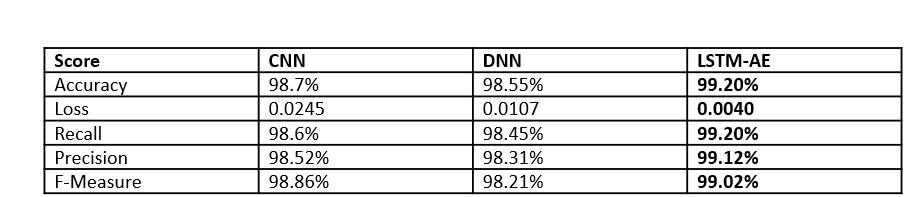 Score CNN DNN LSTM-AE
Accuracy 98.7% 98.55% 99.20%
Loss 0.0245 0.0107 0.0040
Recall 98.6% 98.45% 99.20%
Precision 98.52% 98.31% 99.12%
F-Measure 98.86% 98.21% 99.02%